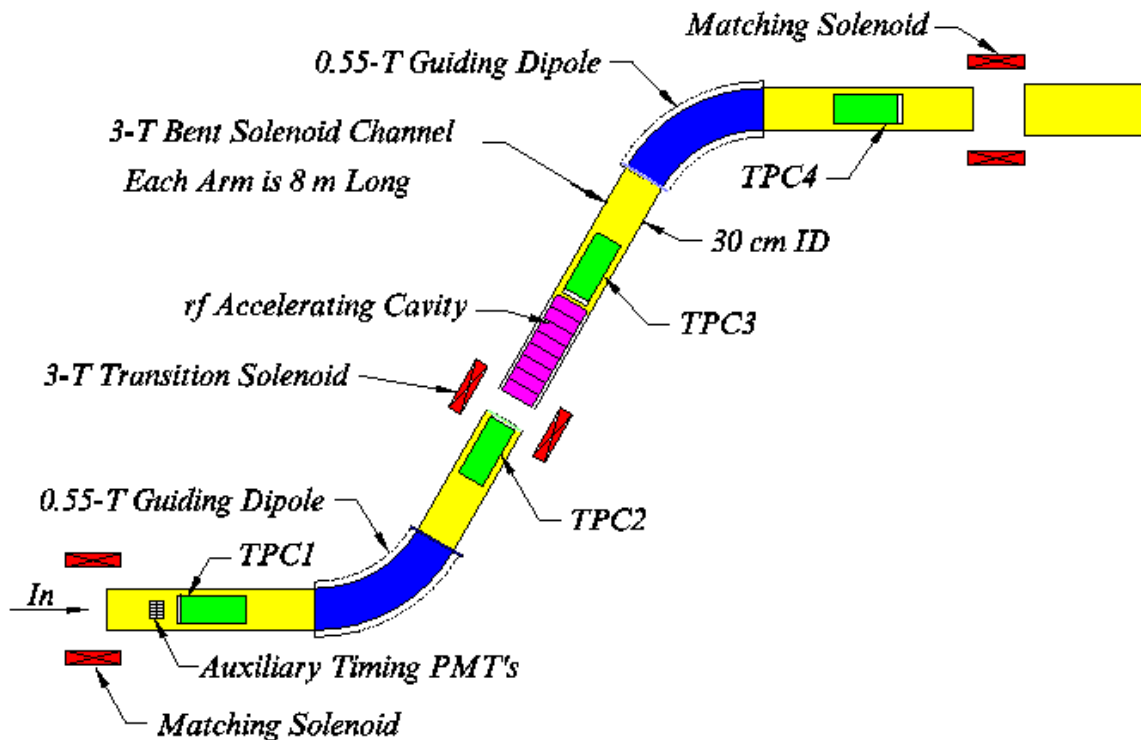 Matching Solenoid
0.55-T Guiding Dipole
3-T Bent Solenoid Channel
Each Arm is 8 m Long
TPC4
30 cm ID
rf Accelerating Cavity
TPC3
3-T Transition Solenoid
0.55-T Guiding Dipole
TPC2
TPC1
In
Auxiliary Timing PMT's
Matching Solenoid